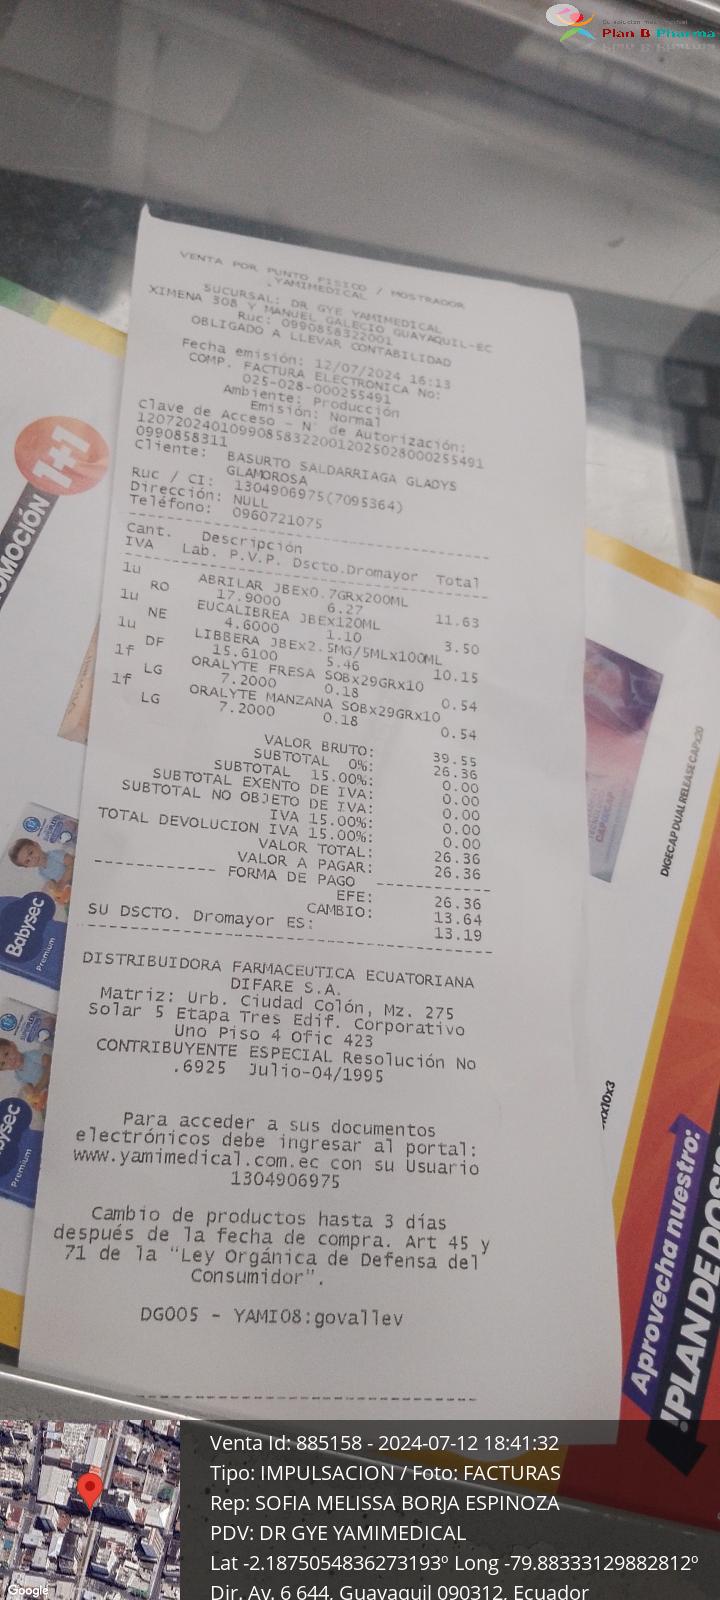 Plan B Pharma
VENTA POR PUNTO FISICO / MOSTRADOR
.YAMIMEDICAL
SUCURSAL: DR GYE YAMIMEDICAL
XIMENA 308 Y MANUEL GALECIO GUAYAQUIL-EC
Ruc: 0990858322001
OBLIGADO A LLEVAR CONTABILIDAD
Fecha emisión: 12/07/2024 16:13
COMP. FACTURA ELECTRONICA No:
025-028-000255491
Ambiente: Producción
Emisión: Normal
Clave de Acceso - N° de Autorización:
120720240109908583220012025028000255491
0990858311
Cliente: BASURTO SALDARRIAGA GLADYS
GLAMOROSA
Ruc / CI: 1304906975(7095364)
Dirección: NULL
Teléfono: 0960721075
Cant. Descripción
IVA Lab. P.V.P. Dscto.Dromayor Total
1u ABRILAR JBEx0.7GRx200ML
RO 17.9000 6.27 11.63
1u EUCALIBREA JBEx120ML
NE 4.6000 1.10 3.50
1u LIBBERA JBEx2.5MG/5MLx100ML
DF 15.6100 5.46 10.15
1f ORALYTE FRESA SOBx29GRx10
LG 7.2000 0.18 0.54
1f ORALYTE MANZANA SOBx29GRx10
LG 7.2000 0.18 0.54
VALOR BRUTO: 39.55
SUBTOTAL 0%: 26.36
SUBTOTAL 15.00%: 0.00
SUBTOTAL EXENTO DE IVA: 0.00
SUBTOTAL NO OBJETO DE IVA: 0.00
IVA 15.00%: 0.00
TOTAL DEVOLUCION IVA 15.00%: 0.00
VALOR TOTAL: 26.36
VALOR A PAGAR: 26.36
------------ FORMA DE PAGO ------------
EFE: 26.36
CAMBIO: 13.64
SU DSCTO. Dromayor ES: 13.19
DISTRIBUIDORA FARMACEUTICA ECUATORIANA
DIFARE S.A.
Matriz: Urb. Ciudad Colón, Mz. 275
Solar 5 Etapa Tres Edif. Corporativo
Uno Piso 4 Ofic 423
CONTRIBUYENTE ESPECIAL Resolución No
.6925 Julio-04/1995
Para acceder a sus documentos
electrónicos debe ingresar al portal:
www.yamimedical.com.ec con su Usuario
1304906975
Cambio de productos hasta 3 días
después de la fecha de compra. Art 45 y
71 de la "Ley Orgánica de Defensa del
Consumidor".
DG005 - YAMI08:govallev
1+1
OMOCIÓN
Babysec
Premium
ysec
Premium
DIGECAP DUAL RELEASE CAPx20
x10x3
Aprovecha nuestro:
¡PLAN DE DOSIS
Venta Id: 885158 - 2024-07-12 18:41:32
Tipo: IMPULSACION / Foto: FACTURAS
Rep: SOFIA MELISSA BORJA ESPINOZA
PDV: DR GYE YAMIMEDICAL
Lat -2.1875054836273193º Long -79.88333129882812º
Dir. Av. 6 644, Guayaquil 090312, Ecuador
Google